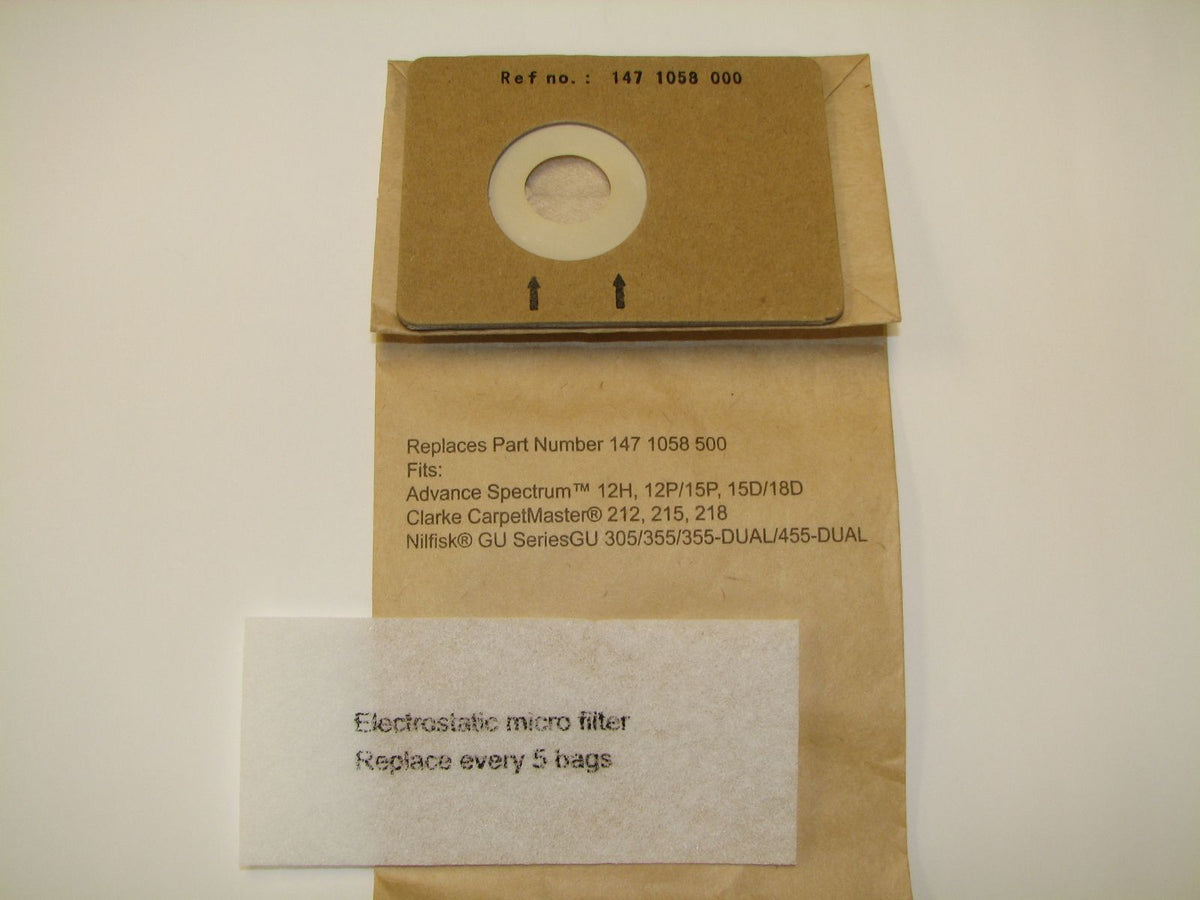 Ref no.: 147 1058 000
Replaces Part Number 147 1058 500
Fits:
Advance Spectrum™ 12H, 12P/15P, 15D/18D
Clarke CarpetMaster® 212, 215, 218
Nilfisk® GU SeriesGU 305/355/355-DUAL/455-DUAL
Electrostatic micro filter
Replace every 5 bags